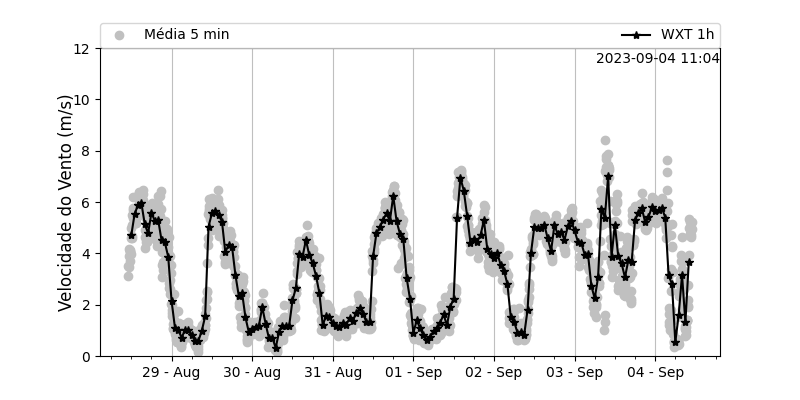 Média 5 min
WXT 1h
2023-09-04 11:04
Velocidade do Vento (m/s)
12
10
8
6
4
2
0
29 - Aug
30 - Aug
31 - Aug
01 - Sep
02 - Sep
03 - Sep
04 - Sep